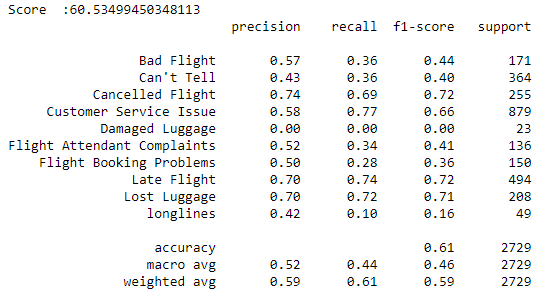 Score :60.53499450348113
precision recall f1-score support
Bad Flight 0.57 0.36 0.44 171
Can't Tell 0.43 0.36 0.40 364
Cancelled Flight 0.74 0.69 0.72 255
Customer Service Issue 0.58 0.77 0.66 879
Damaged Luggage 0.00 0.00 0.00 23
Flight Attendant Complaints 0.52 0.34 0.41 136
Flight Booking Problems 0.50 0.28 0.36 150
Late Flight 0.70 0.74 0.72 494
Lost Luggage 0.70 0.72 0.71 208
longlines 0.42 0.10 0.16 49
accuracy 0.61 2729
macro avg 0.52 0.44 0.46 2729
weighted avg 0.59 0.61 0.59 2729